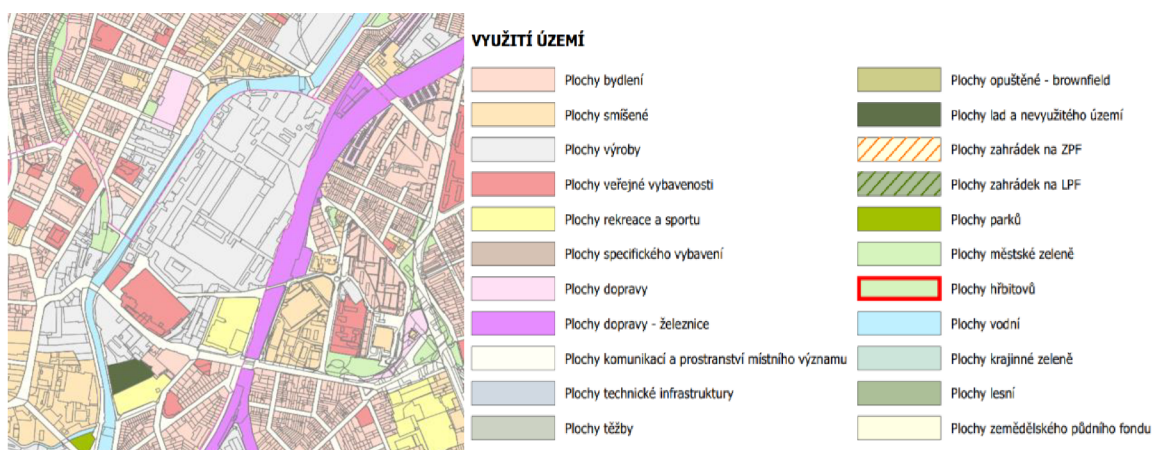 VYUŽITÍ ÚZEMÍ
Plochy bydlení
Plochy smíšené
Plochy výroby
Plochy veřejné vybavenosti
Plochy rekreace a sportu
Plochy specifického vybavení
Plochy dopravy
Plochy dopravy - železnice
Plochy komunikací a prostranství místního významu
Plochy technické infrastruktury
Plochy těžby
Plochy opuštěné - brownfield
Plochy lad a nevyužitého území
Plochy zahrádek na ZPF
Plochy zahrádek na LPF
Plochy parků
Plochy městské zeleně
Plochy hřbitovů
Plochy vodní
Plochy krajinné zeleně
Plochy lesní
Plochy zemědělského půdního fondu